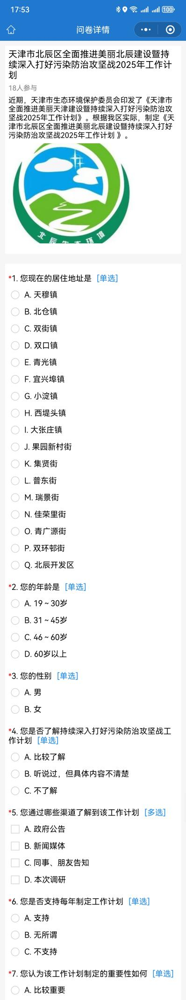 17:53
100
问卷详情
天津市北辰区全面推进美丽北辰建设暨持
续深入打好污染防治攻坚战2025年工作计
划
18人参与
近期，天津市生态环境保护委员会印发了《天津市
全面推进美丽天津建设暨持续深入打好污染防治攻
坚战2025年工作计划》。根据我区实际，制定《天
津市北辰区全面推进美丽北辰建设暨持续深入打好
污染防治攻坚战2025年工作计划 》。
北辰生态环境
*1. 您现在的居住地址是 [单选]
A. 天穆镇
B. 北仓镇
C. 双街镇
D. 双口镇
E. 青光镇
F. 宜兴埠镇
G. 小淀镇
H. 西堤头镇
I. 大张庄镇
J. 果园新村街
K. 集贤街
L. 普东街
M. 瑞景街
N. 佳荣里街
O. 青广源街
P. 双环邨街
Q. 北辰开发区
*2. 您的年龄是 [单选]
A. 19～30岁
B. 31～45岁
C. 46～60岁
D. 60岁以上
*3. 您的性别 [单选]
A. 男
B. 女
*4. 您是否了解持续深入打好污染防治攻坚战工
作计划 [单选]
A. 比较了解
B. 听说过，但具体内容不清楚
C. 不了解
*5. 您通过哪些渠道了解到该工作计划 [多选]
A. 政府公告
B. 新闻媒体
C. 同事、朋友告知
D. 本次调研
*6. 您是否支持每年制定工作计划 [单选]
A. 支持
B. 无所谓
C. 不支持
*7. 您认为该工作计划制定的重要性如何 [单选]
A. 比较重要